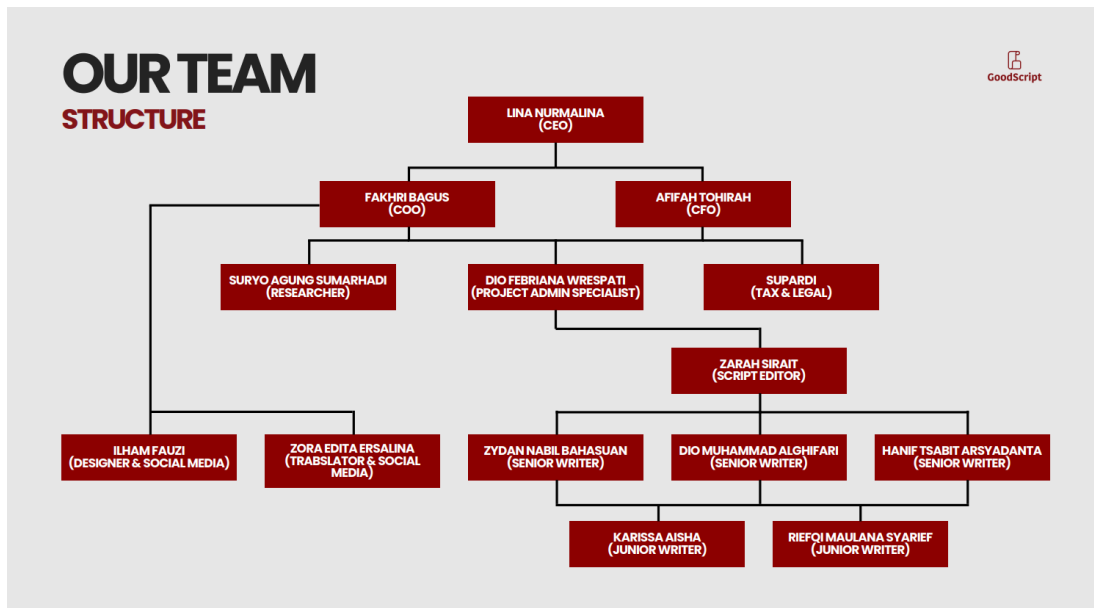 OUR TEAM
STRUCTURE
GoodScript
LINA NURMALINA
(CEO)
FAKHRI BAGUS
(COO)
AFIFAH TOHIRAH
(CFO)
SURYO AGUNG SUMARHADI
(RESEARCHER)
DIO FEBRIANA WRESPATI
(PROJECT ADMIN SPECIALIST)
SUPARDI
(TAX & LEGAL)
ZARAH SIRAIT
(SCRIPT EDITOR)
ILHAM FAUZI
(DESIGNER & SOCIAL MEDIA)
ZORA EDITA ERSALINA
(TRABSLATOR & SOCIAL
MEDIA)
ZYDAN NABIL BAHASUAN
(SENIOR WRITER)
DIO MUHAMMAD ALGHIFARI
(SENIOR WRITER)
HANIF TSABIT ARSYADANTA
(SENIOR WRITER)
KARISSA AISHA
(JUNIOR WRITER)
RIEFQI MAULANA SYARIEF
(JUNIOR WRITER)